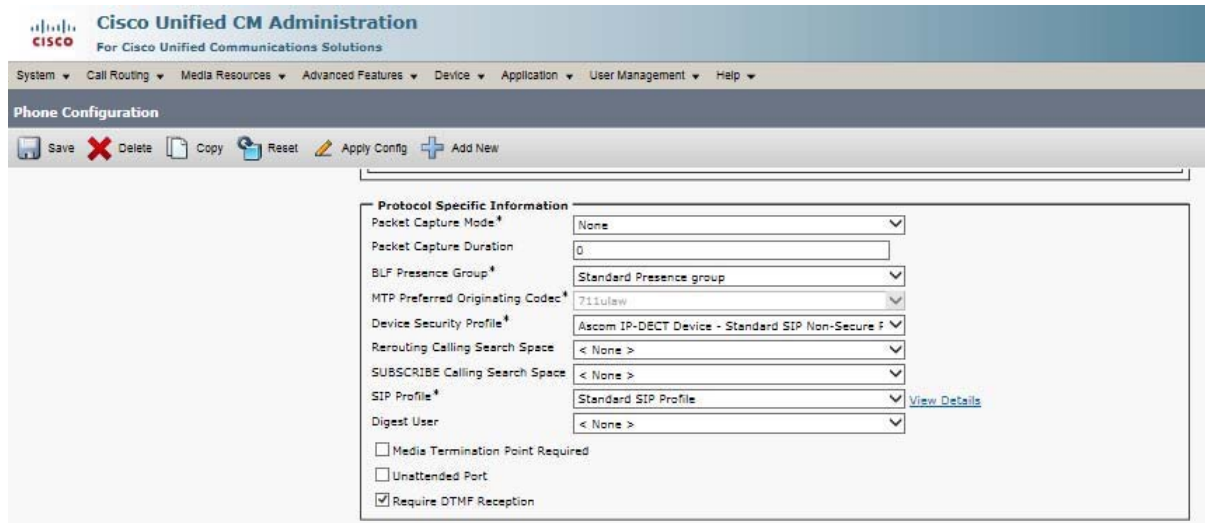 CISCO
Cisco Unified CM Administration
For Cisco Unified Communications Solutions
System Call Routing Media Resources Advanced Features Device Application User Management Help
Phone Configuration
Save Delete Copy Reset Apply Config Add New
Protocol Specific Information
Packet Capture Mode* None
Packet Capture Duration 0
BLF Presence Group* Standard Presence group
MTP Preferred Originating Codec* 711ulaw
Device Security Profile* Ascom IP-DECT Device - Standard SIP Non-Secure
Rerouting Calling Search Space < None >
SUBSCRIBE Calling Search Space < None >
SIP Profile* Standard SIP Profile View Details
Digest User < None >
Media Termination Point Required
Unattended Port
Require DTMF Reception